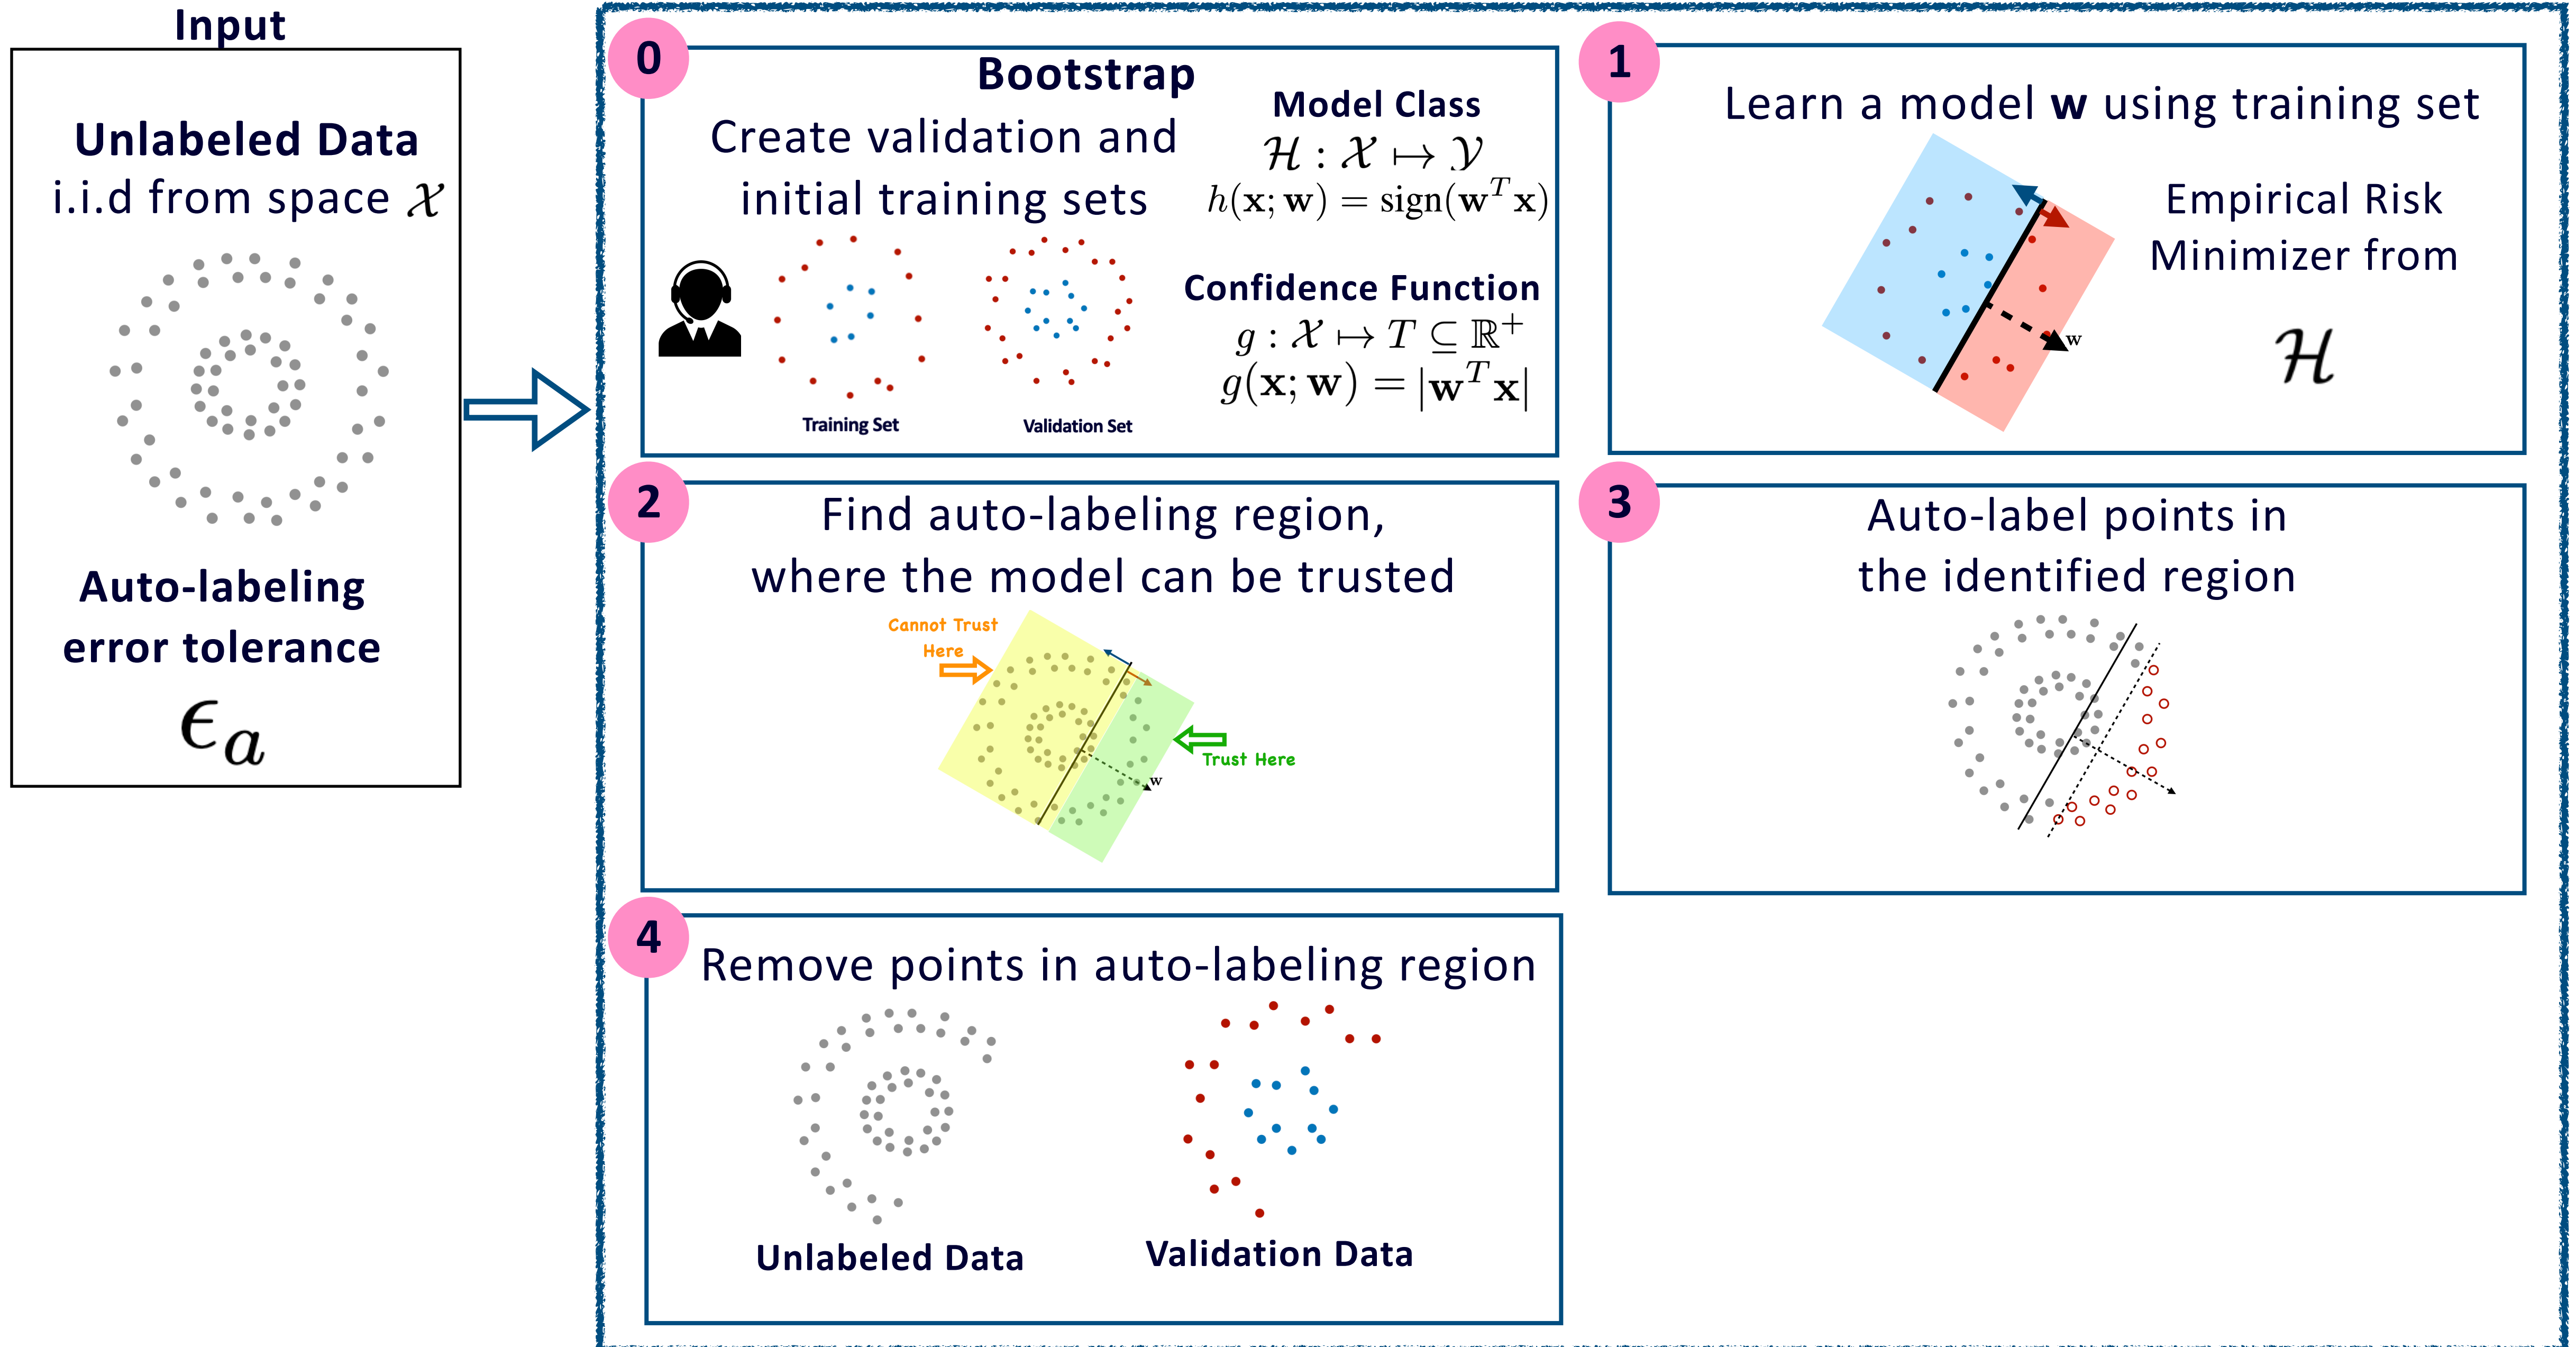 Input
Unlabeled Data
i.i.d from space 𝒳
Auto-labeling
error tolerance
ϵₐ
0
Bootstrap
Create validation and
initial training sets
Training Set
Validation Set
Model Class
ℋ : 𝒳 ↦ 𝒴
h(x; w) = sign(wᵀx)
Confidence Function
g : 𝒳 ↦ T ⊆ ℝ⁺
g(x; w) = |wᵀx|
1
Learn a model w using training set
Empirical Risk
Minimizer from
ℋ
w
2
Find auto-labeling region,
where the model can be trusted
Cannot Trust
Here
Trust Here
w
3
Auto-label points in
the identified region
4
Remove points in auto-labeling region
Unlabeled Data
Validation Data